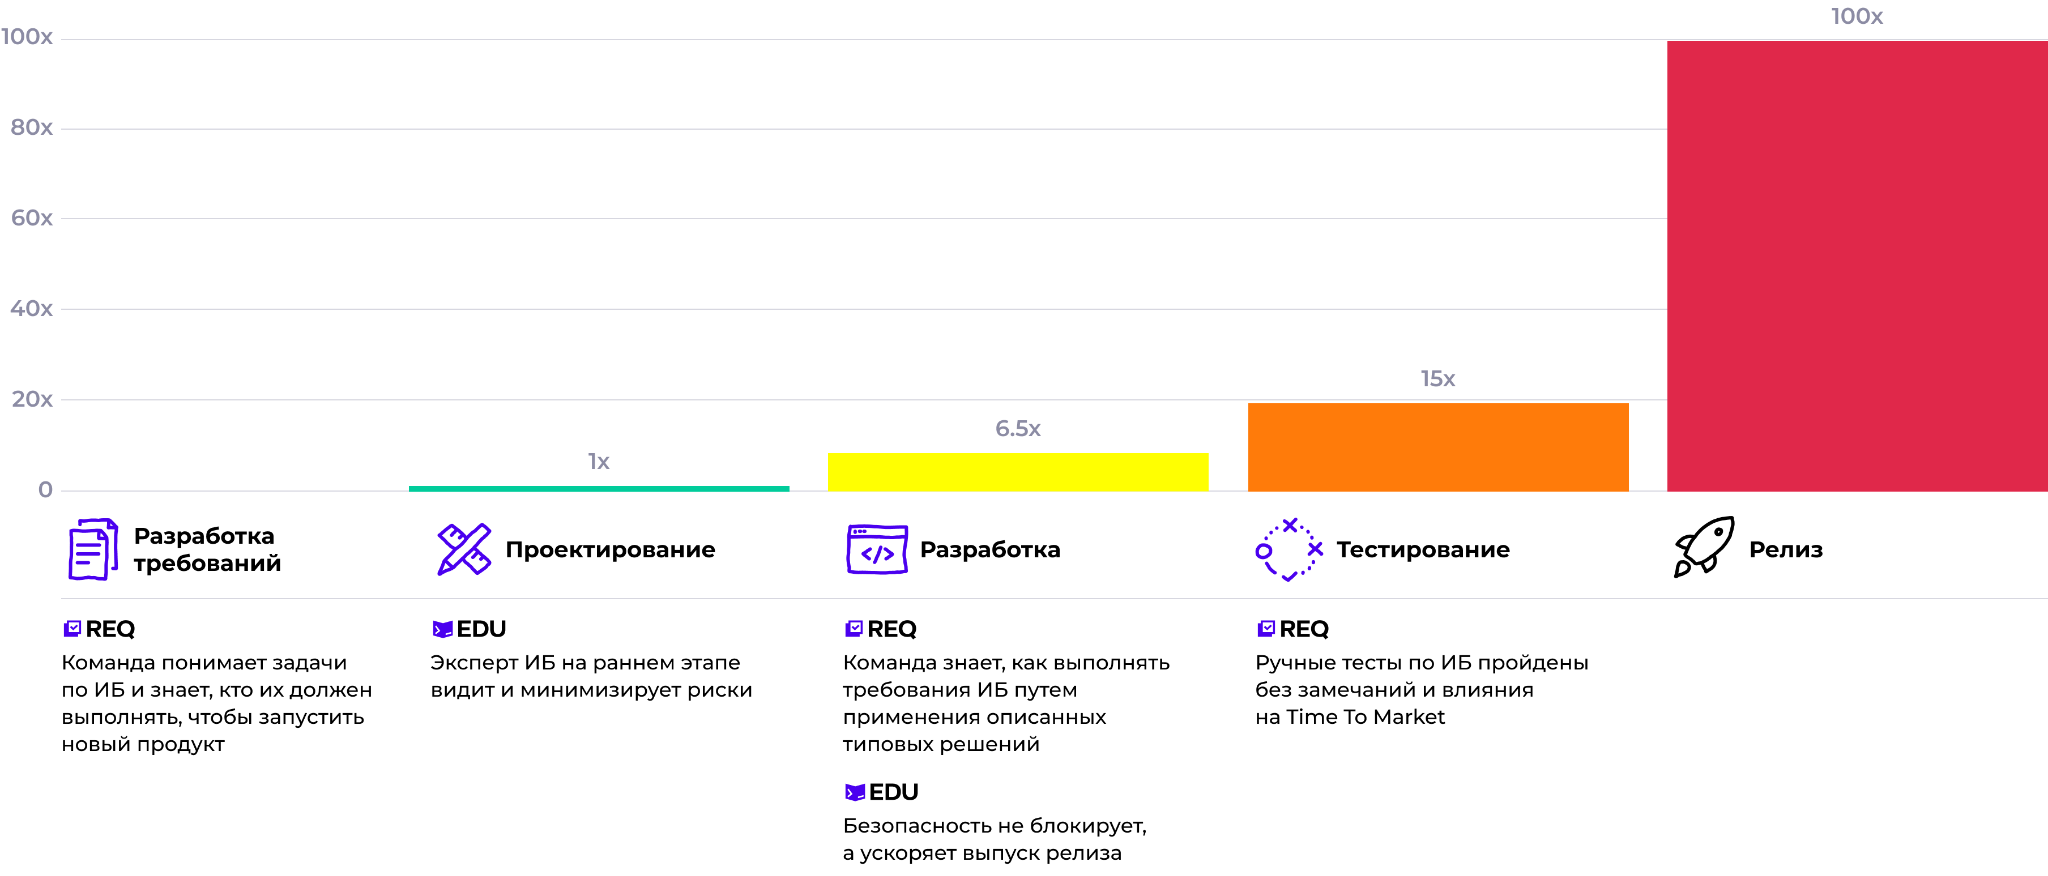 100x
100x
80x
60x
40x
15x
20x
6.5x
1x
0
Разработка
требований
Проектирование
Разработка
Тестирование
Релиз
REQ
Команда понимает задачи
по ИБ и знает, кто их должен
выполнять, чтобы запустить
новый продукт
EDU
Эксперт ИБ на раннем этапе
видит и минимизирует риски
REQ
Команда знает, как выполнять
требования ИБ путем
применения описанных
типовых решений
EDU
Безопасность не блокирует,
а ускоряет выпуск релиза
REQ
Ручные тесты по ИБ пройдены
без замечаний и влияния
на Time To Market